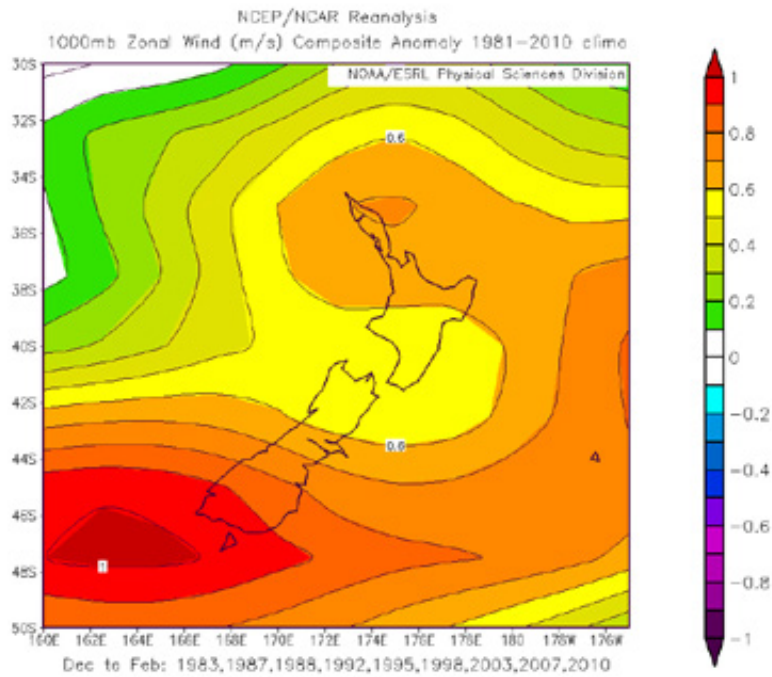 NCEP/NCAR Reanalysis
1000mb Zonal Wind (m/s) Composite Anomaly 1981-2010 clima
NOAA/ESRL Physical Sciences Division
30S
32S
34S
36S
38S
40S
42S
44S
46S
48S
50S
160E 162E 164E 166E 168E 170E 172E 174E 176E 178E 180 178W 176W
0.6
0.6
1
1
0.8
0.6
0.4
0.2
0
-0.2
-0.4
-0.6
-0.8
-1
Dec to Feb: 1983,1987,1988,1992,1995,1998,2003,2007,2010